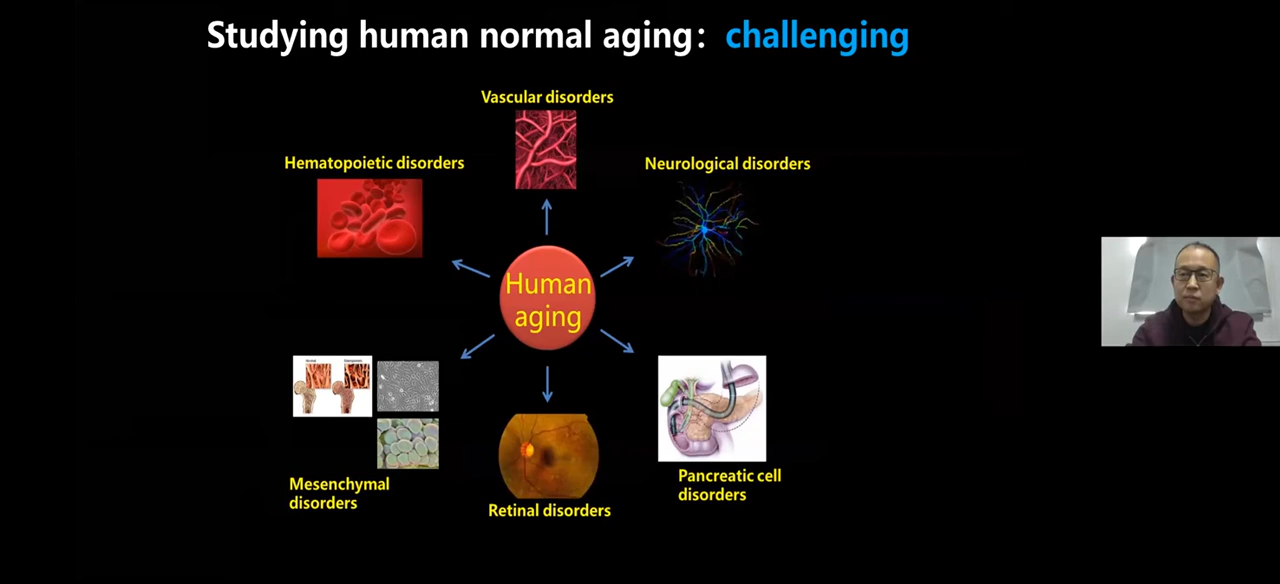 Studying human normal aging: challenging
Vascular disorders
Hematopoietic disorders
Neurological disorders
Human
aging
Normal
Mesenchymal
disorders
Retinal disorders
Pancreatic cell
disorders